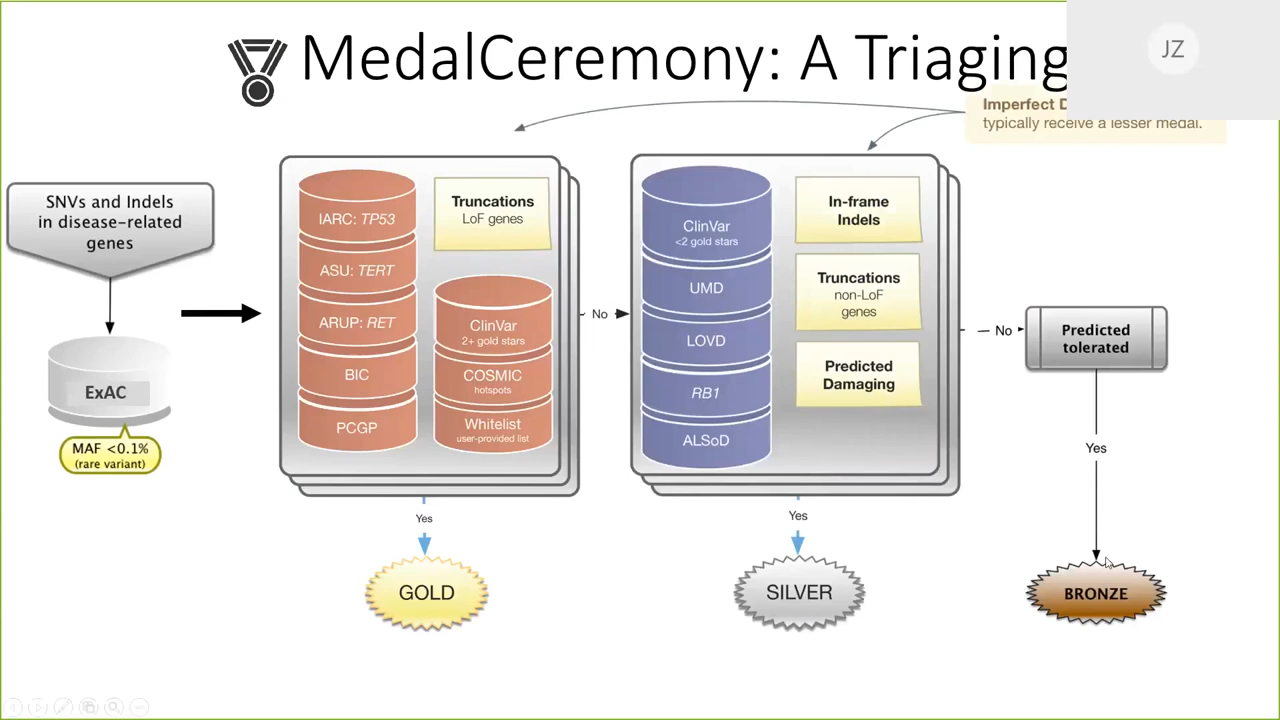 MedalCeremony: A Triaging
JZ
Imperfect
typically receive a lesser medal.
SNVs and Indels
in disease-related
genes
ExAC
MAF <0.1%
(rare variant)
IARC: TP53
ASU: TERT
ARUP: RET
BIC
PCGP
Truncations
LoF genes
ClinVar
2+ gold stars
COSMIC
hotspots
Whitelist
user-provided list
No
Yes
GOLD
ClinVar
<2 gold stars
UMD
LOVD
RB1
ALSoD
In-frame
Indels
Truncations
non-LoF
genes
Predicted
Damaging
No
Yes
SILVER
Predicted
tolerated
Yes
BRONZE